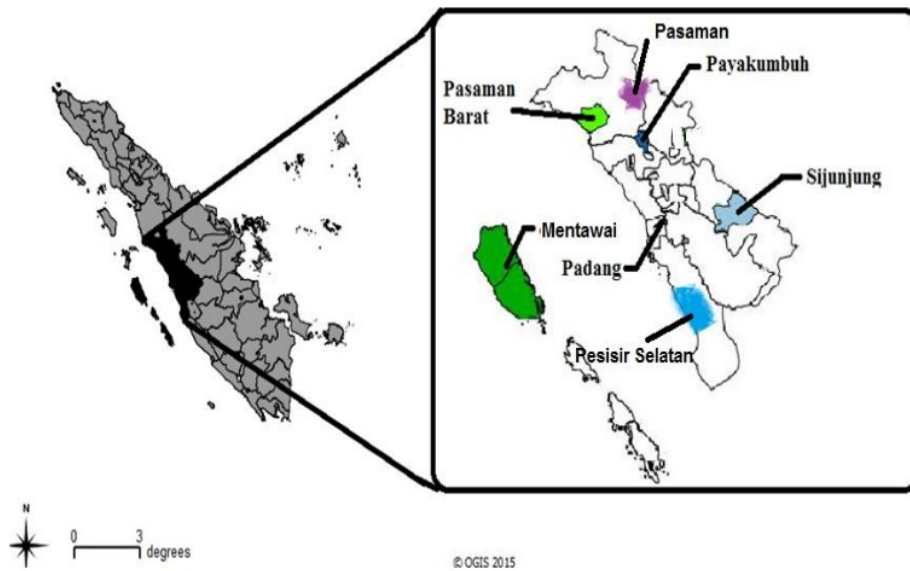 Pasaman
Payakumbuh
Pasaman
Barat
Sijunjung
Mentawai
Padang
Pesisir Selatan
N
0 3
degrees
© OGIS 2015